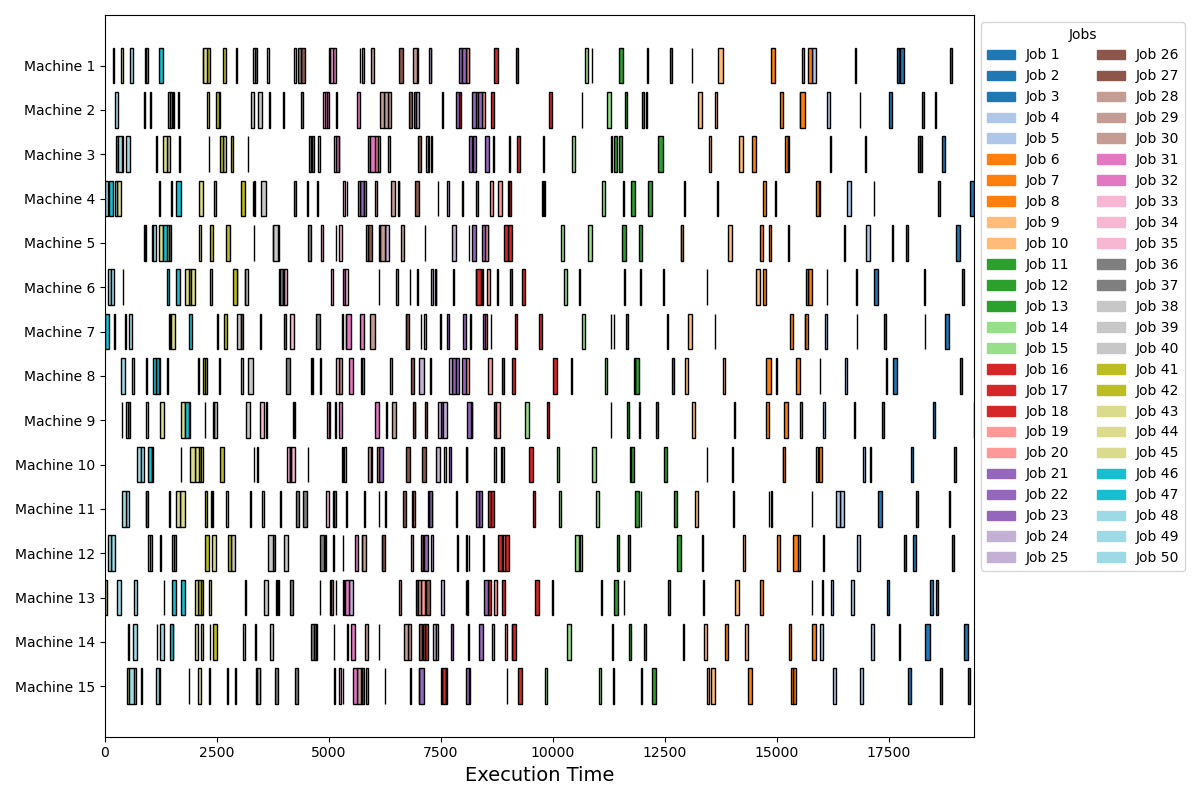 Machine 1
Machine 2
Machine 3
Machine 4
Machine 5
Machine 6
Machine 7
Machine 8
Machine 9
Machine 10
Machine 11
Machine 12
Machine 13
Machine 14
Machine 15
0 2500 5000 7500 10000 12500 15000 17500
Execution Time
Jobs
Job 1 Job 26
Job 2 Job 27
Job 3 Job 28
Job 4 Job 29
Job 5 Job 30
Job 6 Job 31
Job 7 Job 32
Job 8 Job 33
Job 9 Job 34
Job 10 Job 35
Job 11 Job 36
Job 12 Job 37
Job 13 Job 38
Job 14 Job 39
Job 15 Job 40
Job 16 Job 41
Job 17 Job 42
Job 18 Job 43
Job 19 Job 44
Job 20 Job 45
Job 21 Job 46
Job 22 Job 47
Job 23 Job 48
Job 24 Job 49
Job 25 Job 50